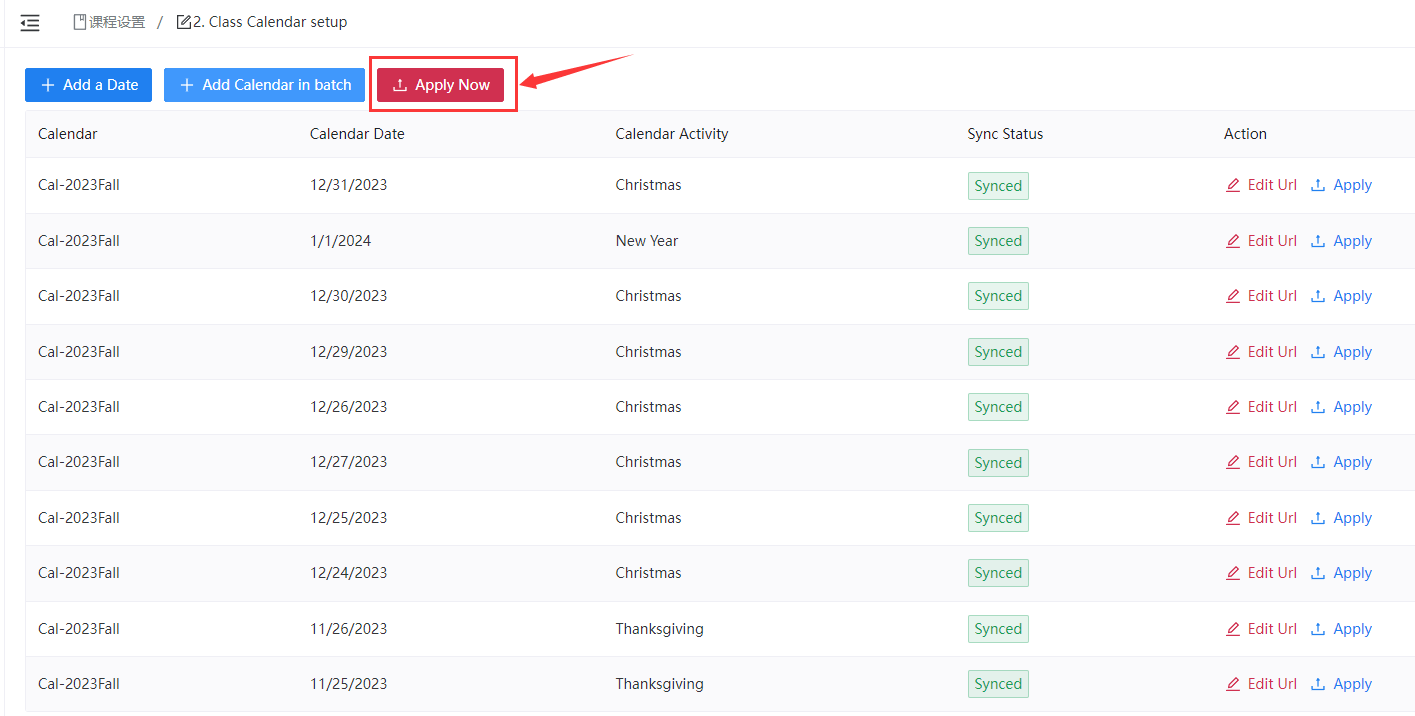 课程设置 / 2. Class Calendar setup
Add a Date Add Calendar in batch Apply Now
Calendar Calendar Date Calendar Activity Sync Status Action
Cal-2023Fall 12/31/2023 Christmas Synced Edit Url Apply
Cal-2023Fall 1/1/2024 New Year Synced Edit Url Apply
Cal-2023Fall 12/30/2023 Christmas Synced Edit Url Apply
Cal-2023Fall 12/29/2023 Christmas Synced Edit Url Apply
Cal-2023Fall 12/26/2023 Christmas Synced Edit Url Apply
Cal-2023Fall 12/27/2023 Christmas Synced Edit Url Apply
Cal-2023Fall 12/25/2023 Christmas Synced Edit Url Apply
Cal-2023Fall 12/24/2023 Christmas Synced Edit Url Apply
Cal-2023Fall 11/26/2023 Thanksgiving Synced Edit Url Apply
Cal-2023Fall 11/25/2023 Thanksgiving Synced Edit Url Apply